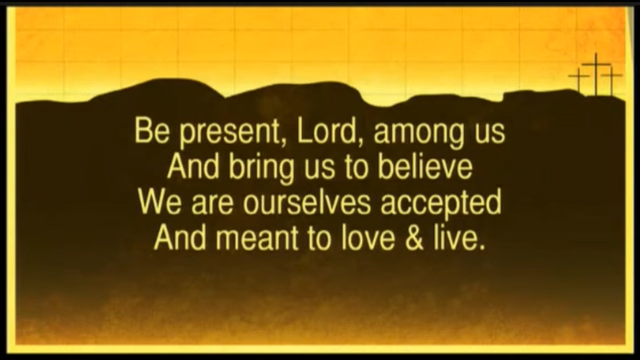 Be present, Lord, among us
And bring us to believe
We are ourselves accepted
And meant to love & live.